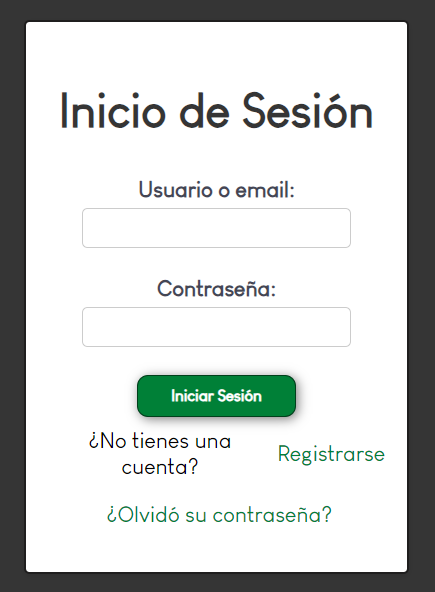 Inicio de Sesión
Usuario o email:
Contraseña:
Iniciar Sesión
¿No tienes una
cuenta?
Registrarse
¿Olvidó su contraseña?